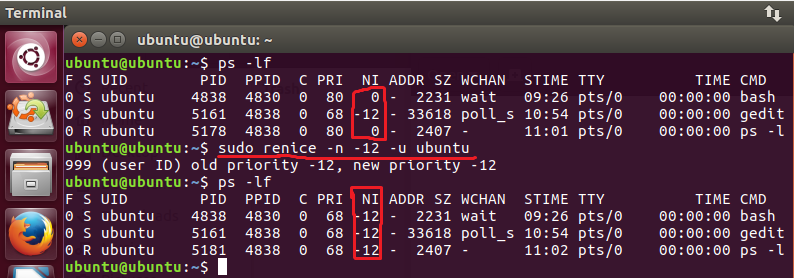 Terminal
ubuntu@ubuntu: ~
ubuntu@ubuntu:~$ ps -lf
F S UID        PID  PPID  C PRI  NI ADDR SZ WCHAN  STIME TTY          TIME CMD
0 S ubuntu    4838  4830  0  80   0 -  2231 wait   09:26 pts/0    00:00:00 bash
0 S ubuntu    5161  4838  0  68 -12 - 33618 poll_s 10:54 pts/0    00:00:04 gedit
0 R ubuntu    5178  4838  0  80   0 -  2407 -      11:01 pts/0    00:00:00 ps -l
ubuntu@ubuntu:~$ sudo renice -n -12 -u ubuntu
999 (user ID) old priority -12, new priority -12
ubuntu@ubuntu:~$ ps -lf
F S UID        PID  PPID  C PRI  NI ADDR SZ WCHAN  STIME TTY          TIME CMD
0 S ubuntu    4838  4830  0  68 -12 -  2231 wait   09:26 pts/0    00:00:00 bash
0 S ubuntu    5161  4838  0  68 -12 - 33618 poll_s 10:54 pts/0    00:00:04 gedit
0 R ubuntu    5181  4838  0  68 -12 -  2407 -      11:02 pts/0    00:00:00 ps -l
ubuntu@ubuntu:~$